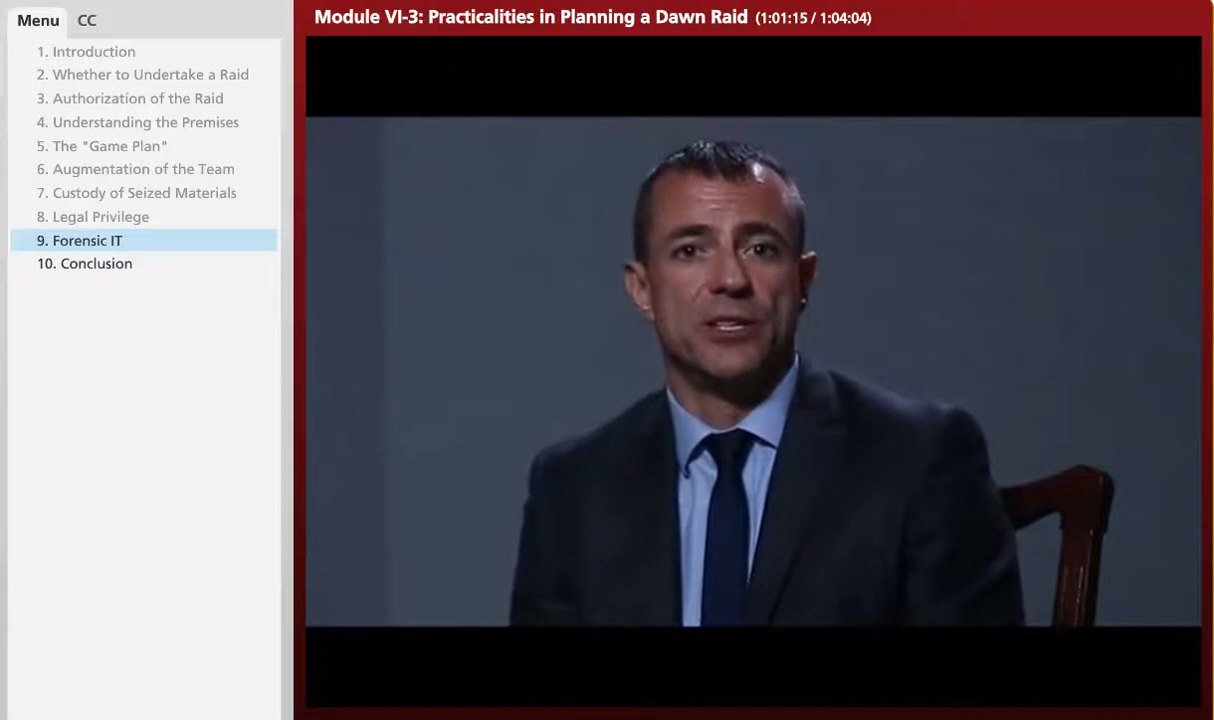 Menu CC
Module VI-3: Practicalities in Planning a Dawn Raid (1:01:15 / 1:04:04)
1. Introduction
2. Whether to Undertake a Raid
3. Authorization of the Raid
4. Understanding the Premises
5. The "Game Plan"
6. Augmentation of the Team
7. Custody of Seized Materials
8. Legal Privilege
9. Forensic IT
10. Conclusion